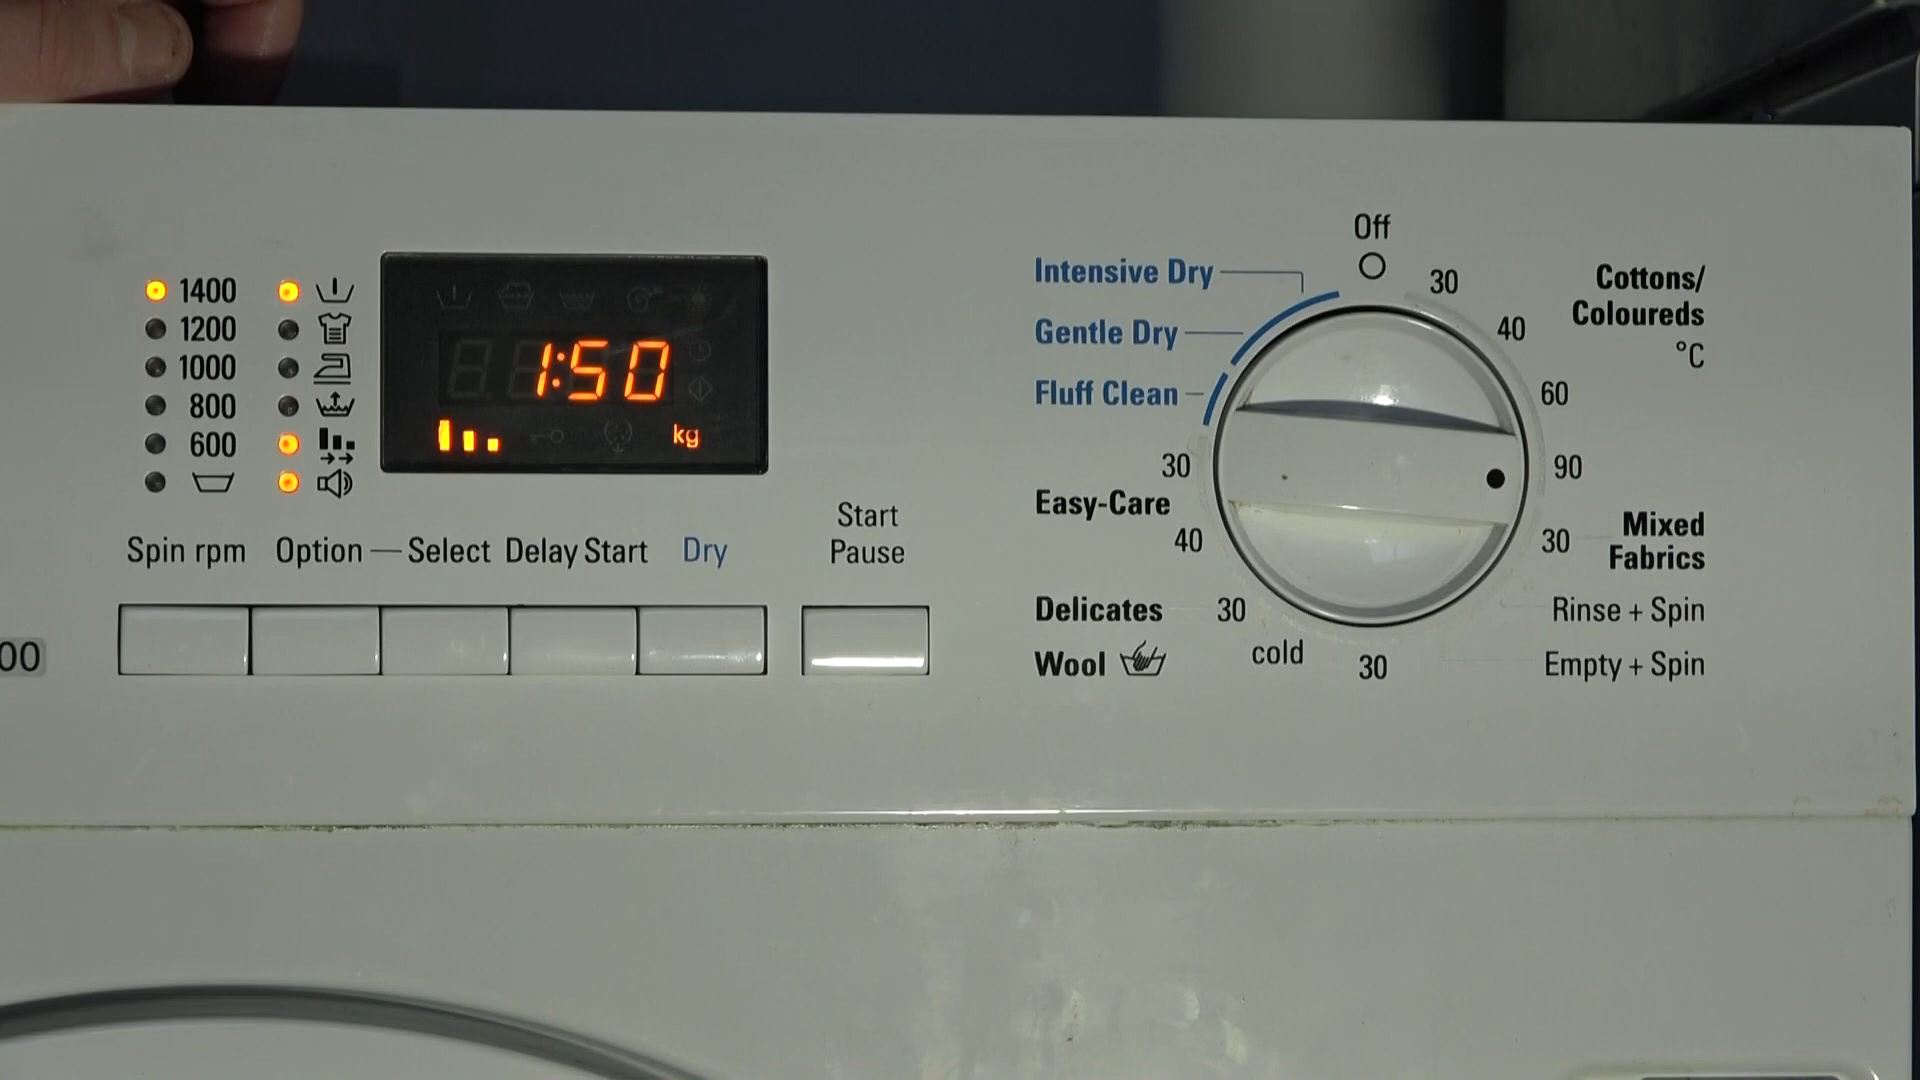 1400
1200
1000
800
600
1:50
kg
Spin rpm
Option
Select
Delay Start
Dry
Start
Pause
00
Off
Intensive Dry
Gentle Dry
Fluff Clean
30
Easy-Care
40
Delicates
30
Wool
cold
30
30
40
60
90
30
Cottons/
Coloureds
°C
Mixed
Fabrics
Rinse + Spin
Empty + Spin